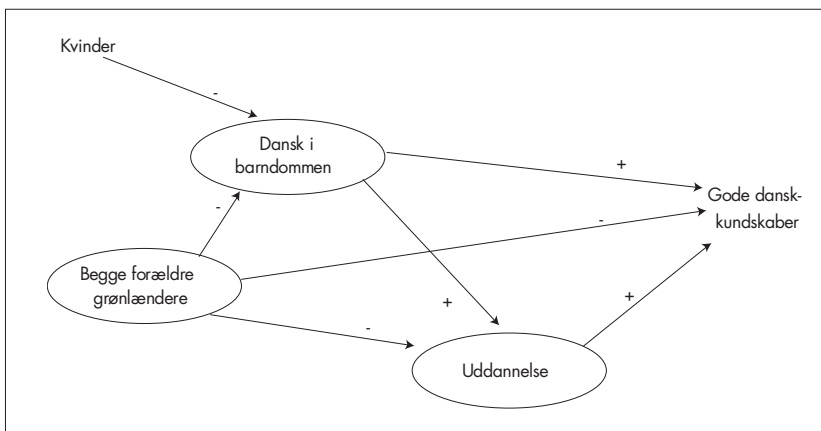 Kvinder
-
Dansk i
barndommen
+
Gode dansk-
kundskaber
-
-
Begge forældre
grønlændere
+
+
-
Uddannelse